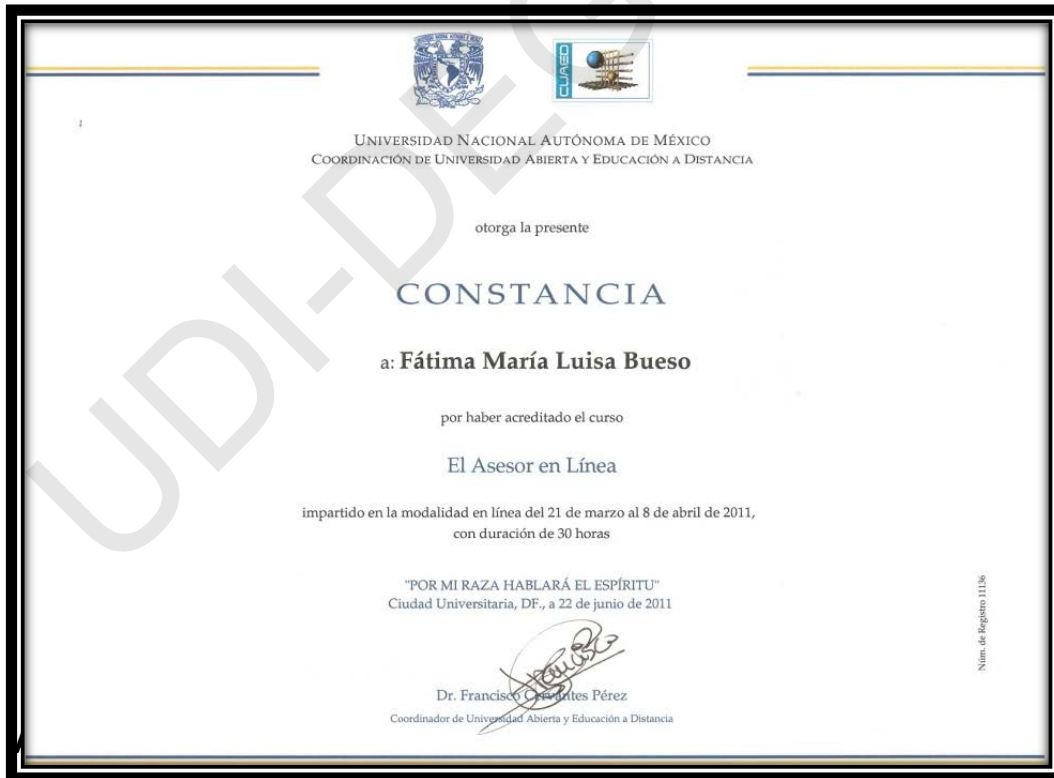 CUAED
UNIVERSIDAD NACIONAL AUTÓNOMA DE MÉXICO
COORDINACIÓN DE UNIVERSIDAD ABIERTA Y EDUCACIÓN A DISTANCIA
otorga la presente
CONSTANCIA
a: Fátima María Luisa Bueso
por haber acreditado el curso
El Asesor en Línea
impartido en la modalidad en línea del 21 de marzo al 8 de abril de 2011,
con duración de 30 horas
"POR MI RAZA HABLARÁ EL ESPÍRITU"
Ciudad Universitaria, DF., a 22 de junio de 2011
Dr. Francisco Cervantes Pérez
Coordinador de Universidad Abierta y Educación a Distancia
Núm. de Registro 11136